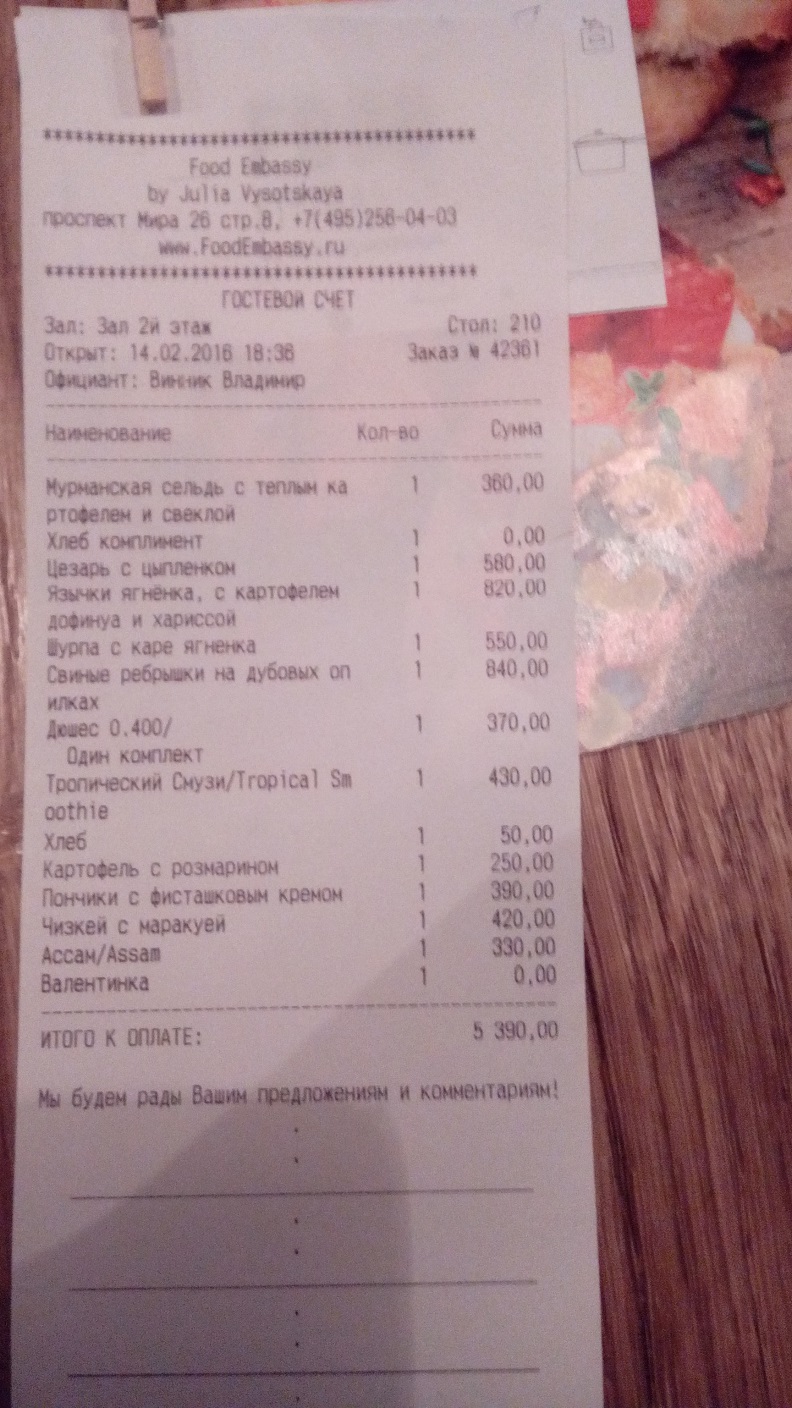 ****************************************
Food Embassy
by Julia Vysotskaya
проспект Мира 26 стр.8, +7(495)256-04-03
www.FoodEmbassy.ru
****************************************
ГОСТЕВОЙ СЧЕТ
Зал: Зал 2й этаж Стол: 210
Открыт: 14.02.2016 18:36 Заказ № 42361
Официант: Винник Владимир
Наименование Кол-во Сумма
Мурманская сельдь с теплым ка 1 360,00
ртофелем и свеклой
Хлеб комплимент 1 0,00
Цезарь с цыпленком 1 580,00
Язычки ягнёнка, с картофелем 1 820,00
дофинуа и хариссой
Шурпа с каре ягненка 1 550,00
Свиные ребрышки на дубовых оп 1 840,00
илках
Дюшес 0.400/ 1 370,00
Один комплект
Тропический Смузи/Tropical Sm 1 430,00
oothie
Хлеб 1 50,00
Картофель с розмарином 1 250,00
Пончики с фисташковым кремом 1 390,00
Чизкей с маракуей 1 420,00
Ассам/Assam 1 330,00
Валентинка 1 0,00
ИТОГО К ОПЛАТЕ: 5 390,00
Мы будем рады Вашим предложениям и комментариям!